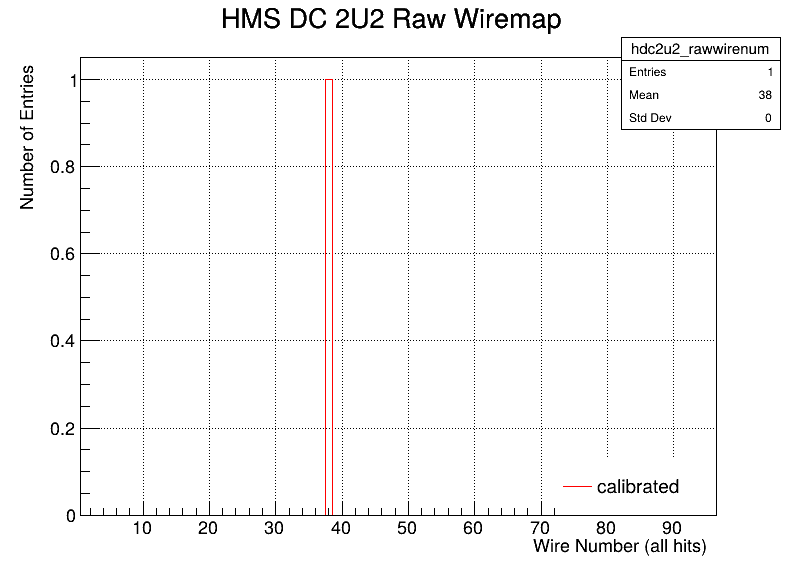 HMS DC 2U2 Raw Wiremap
hdc2u2_rawwirenum
Entries 1
Mean 38
Std Dev 0
Number of Entries
1
0.8
0.6
0.4
0.2
0
calibrated
10 20 30 40 50 60 70 80 90
Wire Number (all hits)